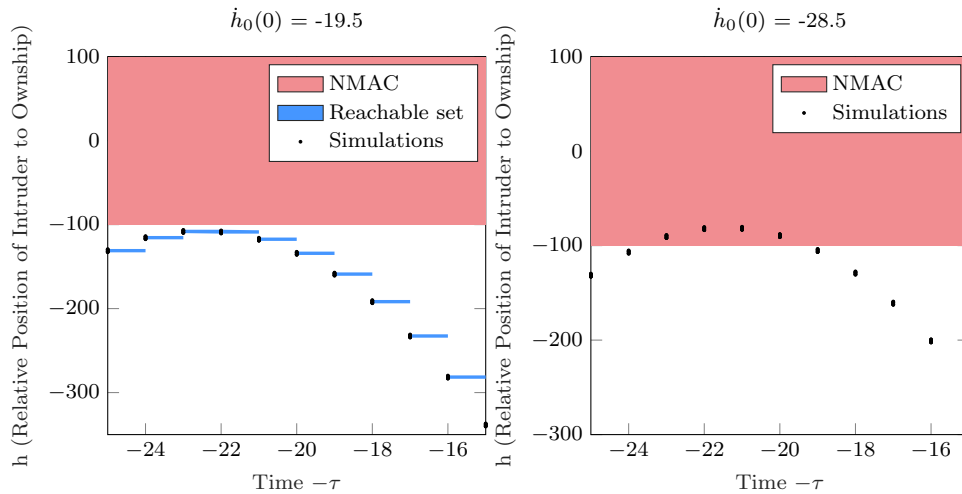 ḣ₀(0) = -19.5
100
0
−100
−200
−300
h (Relative Position of Intruder to Ownship)
NMAC
Reachable set
Simulations
−24
−22
−20
−18
−16
Time −τ
ḣ₀(0) = -28.5
100
0
−100
−200
−300
h (Relative Position of Intruder to Ownship)
NMAC
Simulations
−24
−22
−20
−18
−16
Time −τ